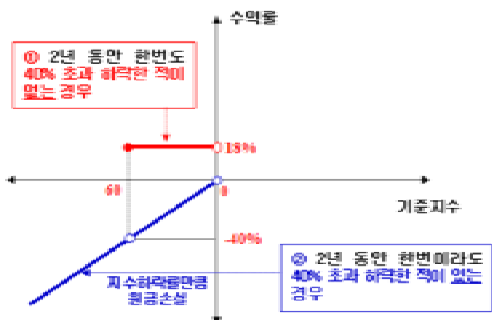 수익률
① 2년 동안 한번도
40% 초과 하락한 적이
없는 경우
60
0
기준지수
-40%
② 2년 동안 한번이라도
40% 초과 하락한 적이 있는
경우
지수하락률만큼
원금손실